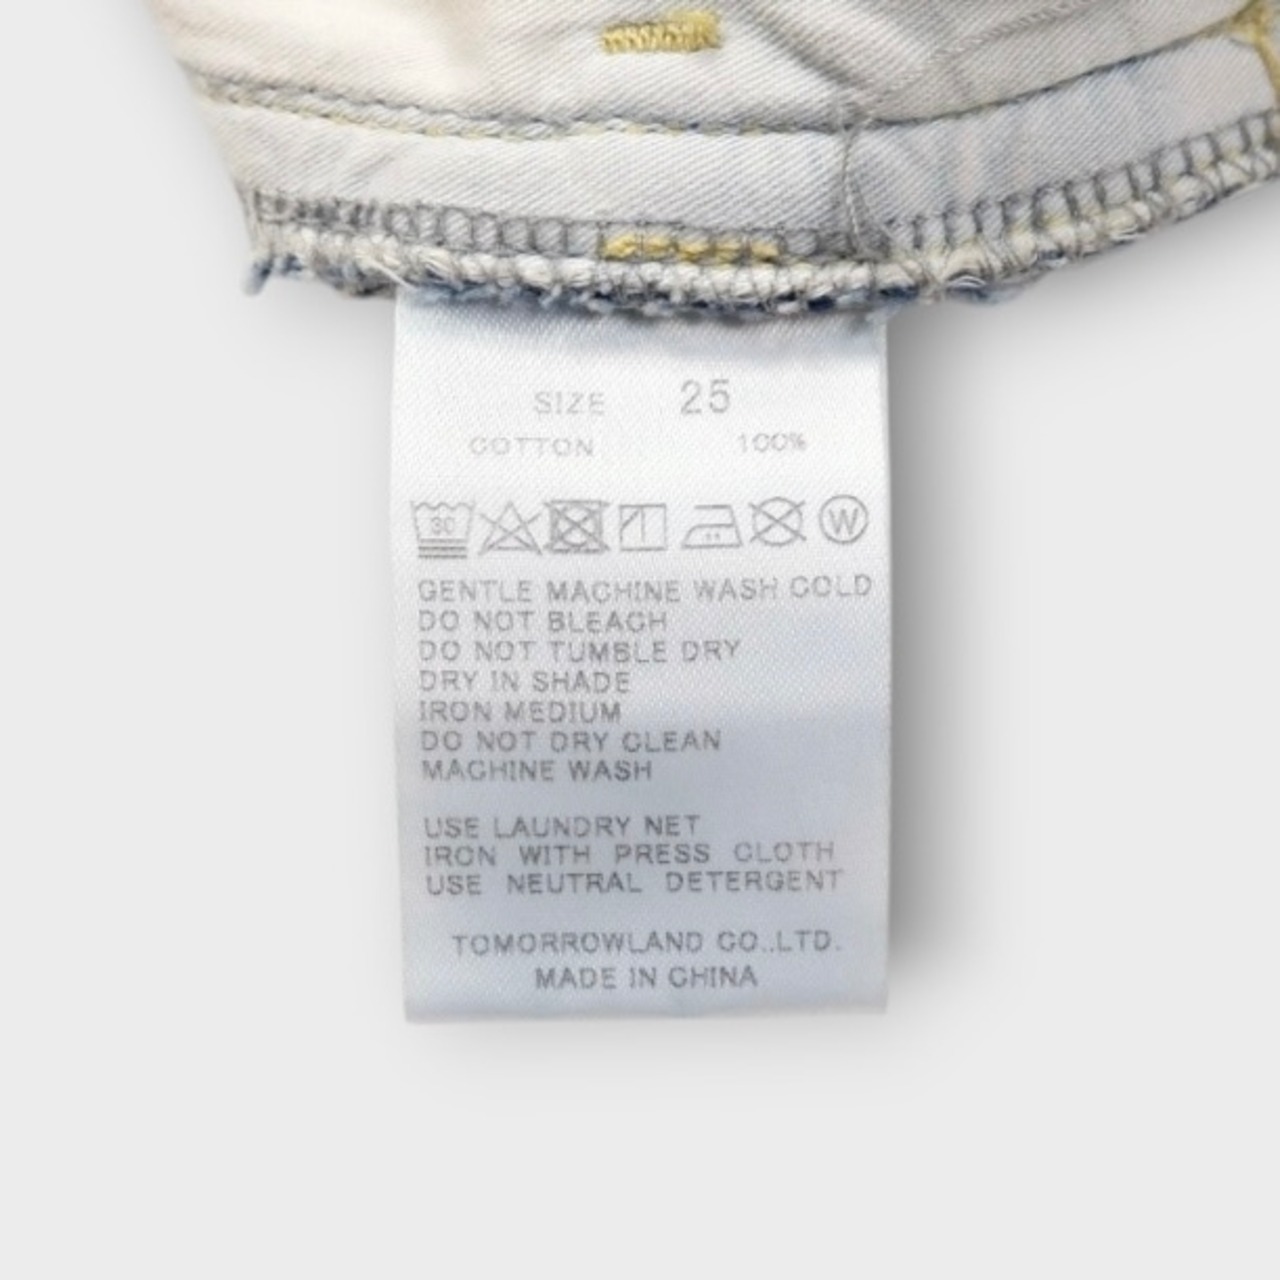 SIZE 25
COTTON 100%
30 W
GENTLE MACHINE WASH COLD
DO NOT BLEACH
DO NOT TUMBLE DRY
DRY IN SHADE
IRON MEDIUM
DO NOT DRY CLEAN
MACHINE WASH
USE LAUNDRY NET
IRON WITH PRESS CLOTH
USE NEUTRAL DETERGENT
TOMORROWLAND CO.,LTD.
MADE IN CHINA